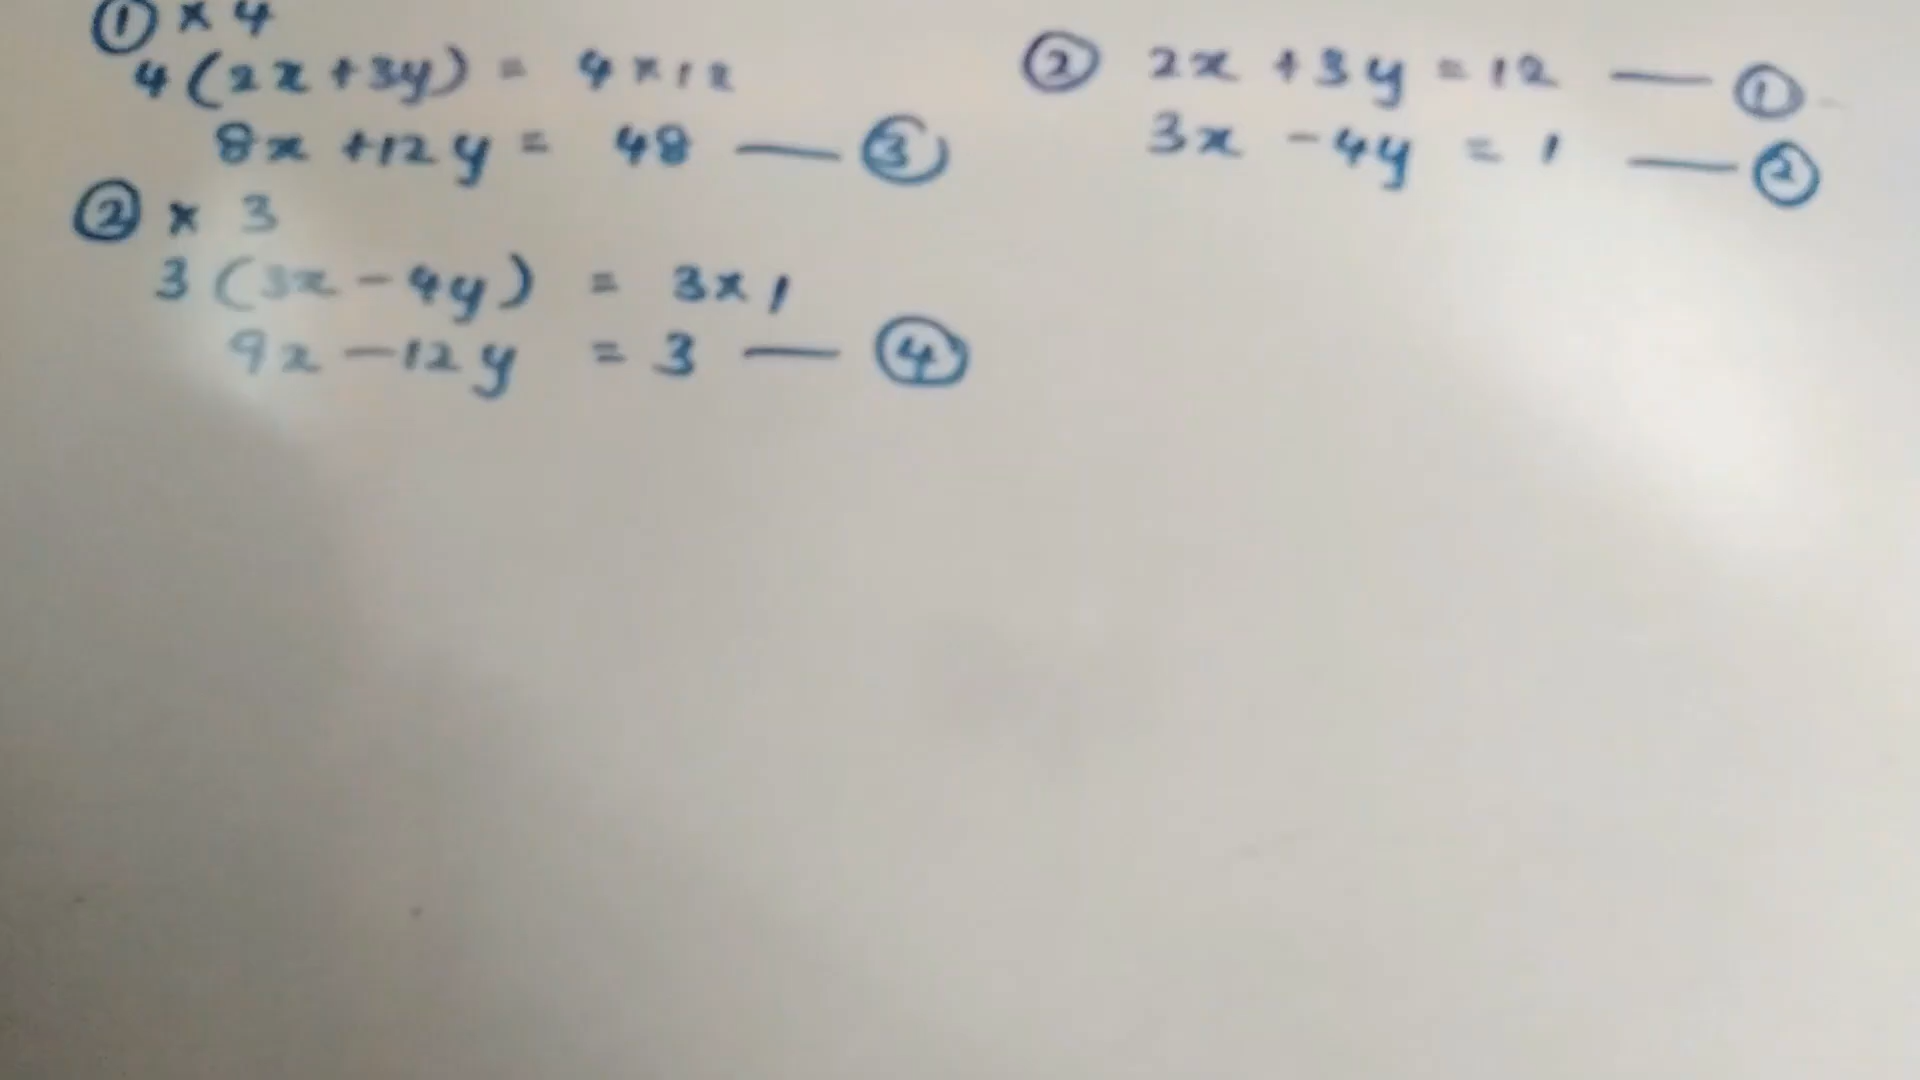 ① × 4
4(2x+3y) = 4×12
8x +12y = 48 — ③
② × 3
3(3x-4y) = 3×1
9x -12y = 3 — ④
② 2x +3y =12 — ①
3x -4y = 1 — ②